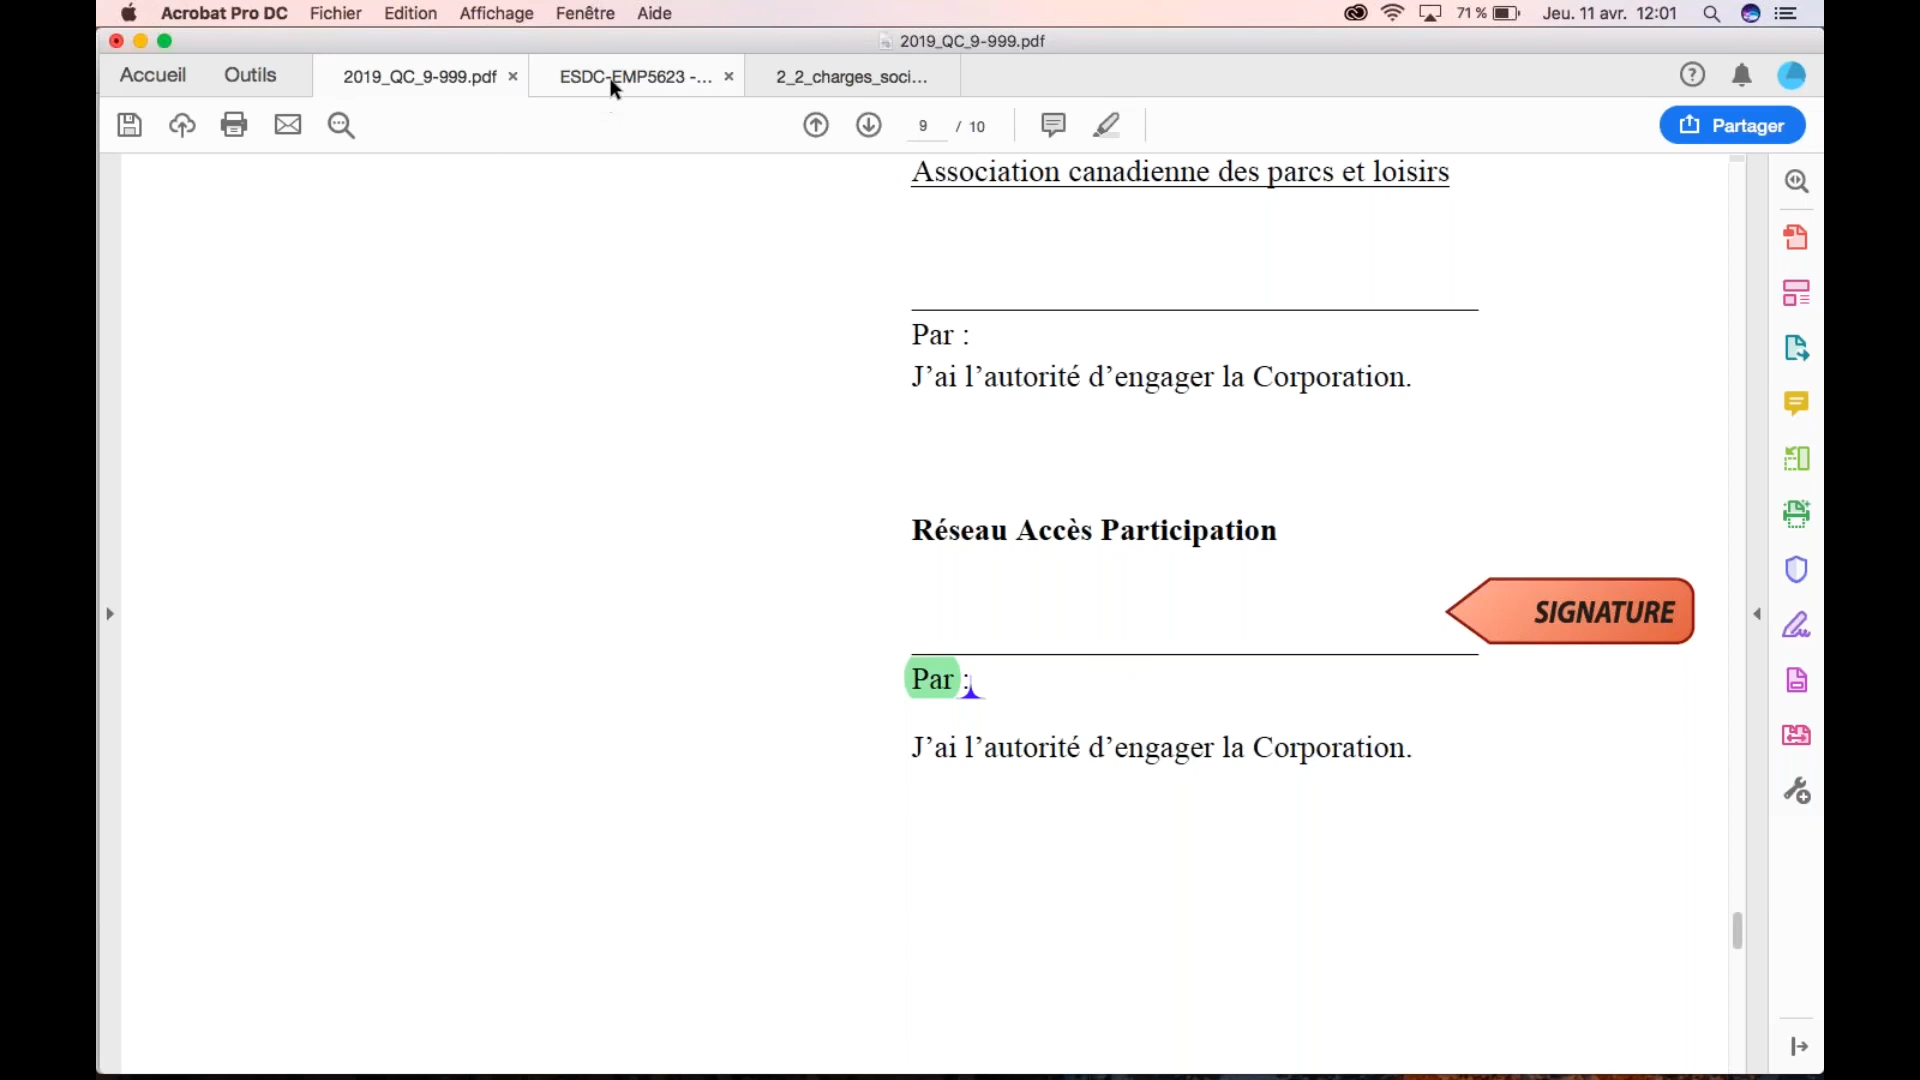 Acrobat Pro DC Fichier Edition Affichage Fenêtre Aide 71 % Jeu. 11 avr. 12:01
2019_QC_9-999.pdf
Accueil Outils 2019_QC_9-999.pdf × ESDC-EMP5623 -... × 2_2_charges_soci...
9 / 10 Partager
Association canadienne des parcs et loisirs
Par :
J’ai l’autorité d’engager la Corporation.
Réseau Accès Participation
SIGNATURE
Par :
J’ai l’autorité d’engager la Corporation.